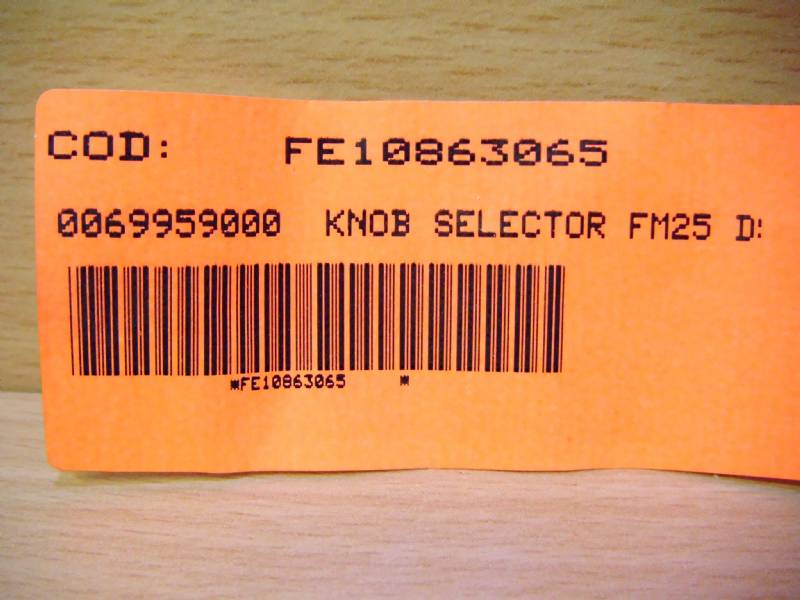 COD: FE10863065
0069959000 KNOB SELECTOR FM25 D:
*FE10863065 *